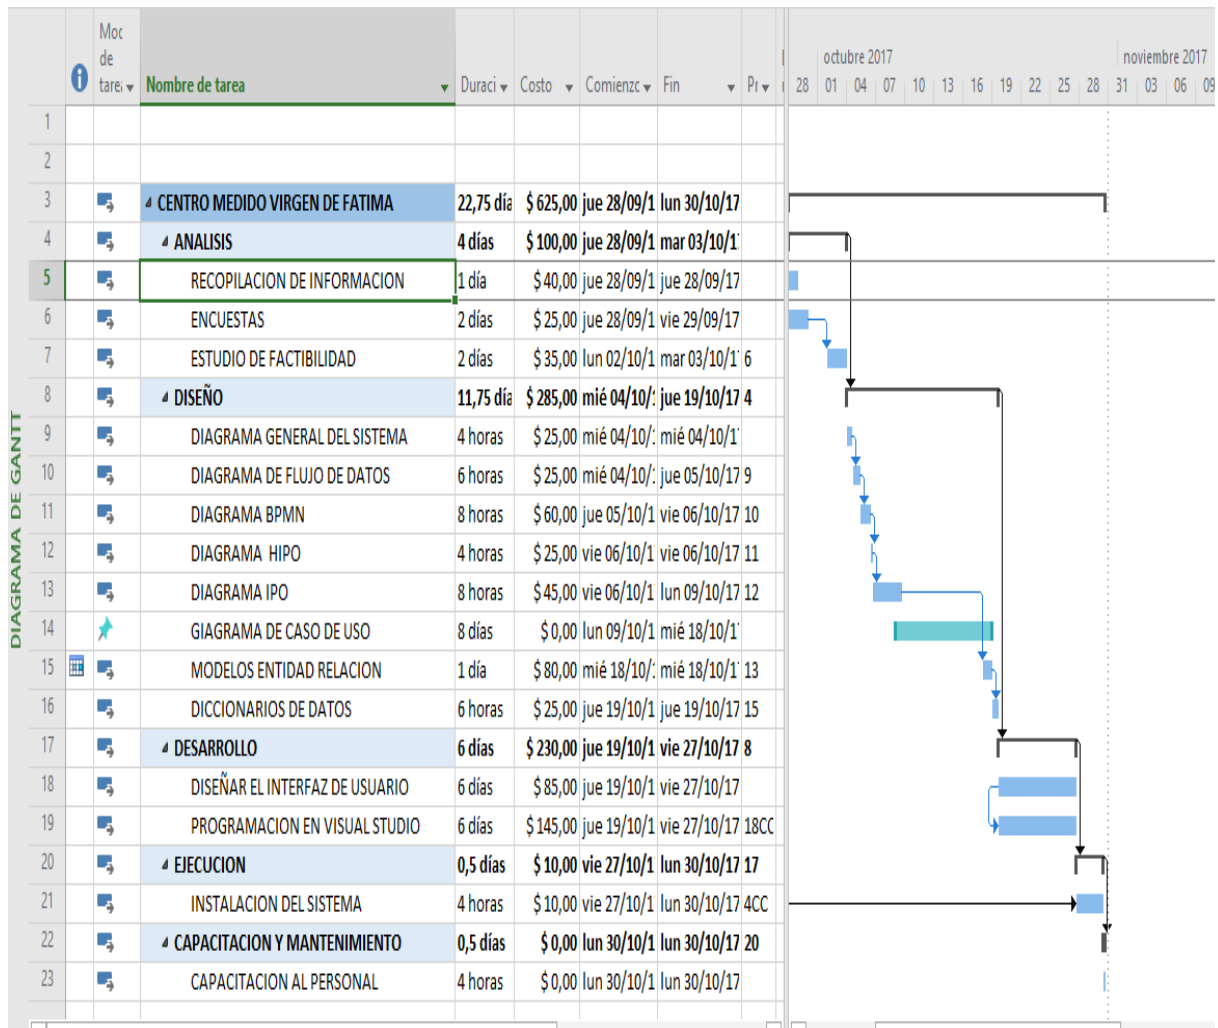 DIAGRAMA DE GANTT
Moc de tare: Nombre de tarea Duraci Costo Comienzc Fin Pr
octubre 2017 noviembre 2017
28 01 04 07 10 13 16 19 22 25 28 31 03 06 09
1
2
3 CENTRO MEDIDO VIRGEN DE FATIMA 22,75 día $ 625,00 jue 28/09/1 lun 30/10/17
4 ANALISIS 4 días $ 100,00 jue 28/09/1 mar 03/10/1
5 RECOPILACION DE INFORMACION 1 día $ 40,00 jue 28/09/1 jue 28/09/17
6 ENCUESTAS 2 días $ 25,00 jue 28/09/1 vie 29/09/17
7 ESTUDIO DE FACTIBILIDAD 2 días $ 35,00 lun 02/10/1 mar 03/10/1 6
8 DISEÑO 11,75 día $ 285,00 mié 04/10/ jue 19/10/17 4
9 DIAGRAMA GENERAL DEL SISTEMA 4 horas $ 25,00 mié 04/10/ mié 04/10/1
10 DIAGRAMA DE FLUJO DE DATOS 6 horas $ 25,00 mié 04/10/ jue 05/10/17 9
11 DIAGRAMA BPMN 8 horas $ 60,00 jue 05/10/1 vie 06/10/17 10
12 DIAGRAMA HIPO 4 horas $ 25,00 vie 06/10/1 vie 06/10/17 11
13 DIAGRAMA IPO 8 horas $ 45,00 vie 06/10/1 lun 09/10/17 12
14 GIAGRAMA DE CASO DE USO 8 días $ 0,00 lun 09/10/1 mié 18/10/1
15 MODELOS ENTIDAD RELACION 1 día $ 80,00 mié 18/10/ mié 18/10/1 13
16 DICCIONARIOS DE DATOS 6 horas $ 25,00 jue 19/10/1 jue 19/10/17 15
17 DESARROLLO 6 días $ 230,00 jue 19/10/1 vie 27/10/17 8
18 DISEÑAR EL INTERFAZ DE USUARIO 6 días $ 85,00 jue 19/10/1 vie 27/10/17
19 PROGRAMACION EN VISUAL STUDIO 6 días $ 145,00 jue 19/10/1 vie 27/10/17 18CC
20 EJECUCION 0,5 días $ 10,00 vie 27/10/1 lun 30/10/17 17
21 INSTALACION DEL SISTEMA 4 horas $ 10,00 vie 27/10/1 lun 30/10/17 4CC
22 CAPACITACION Y MANTENIMIENTO 0,5 días $ 0,00 lun 30/10/1 lun 30/10/17 20
23 CAPACITACION AL PERSONAL 4 horas $ 0,00 lun 30/10/1 lun 30/10/17